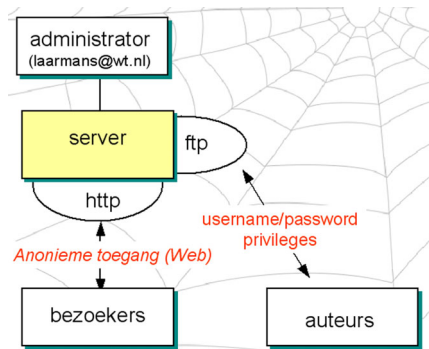 administrator
(laarmans@wt.nl)
server
ftp
http
username/password
privileges
Anonieme toegang (Web)
bezoekers
auteurs